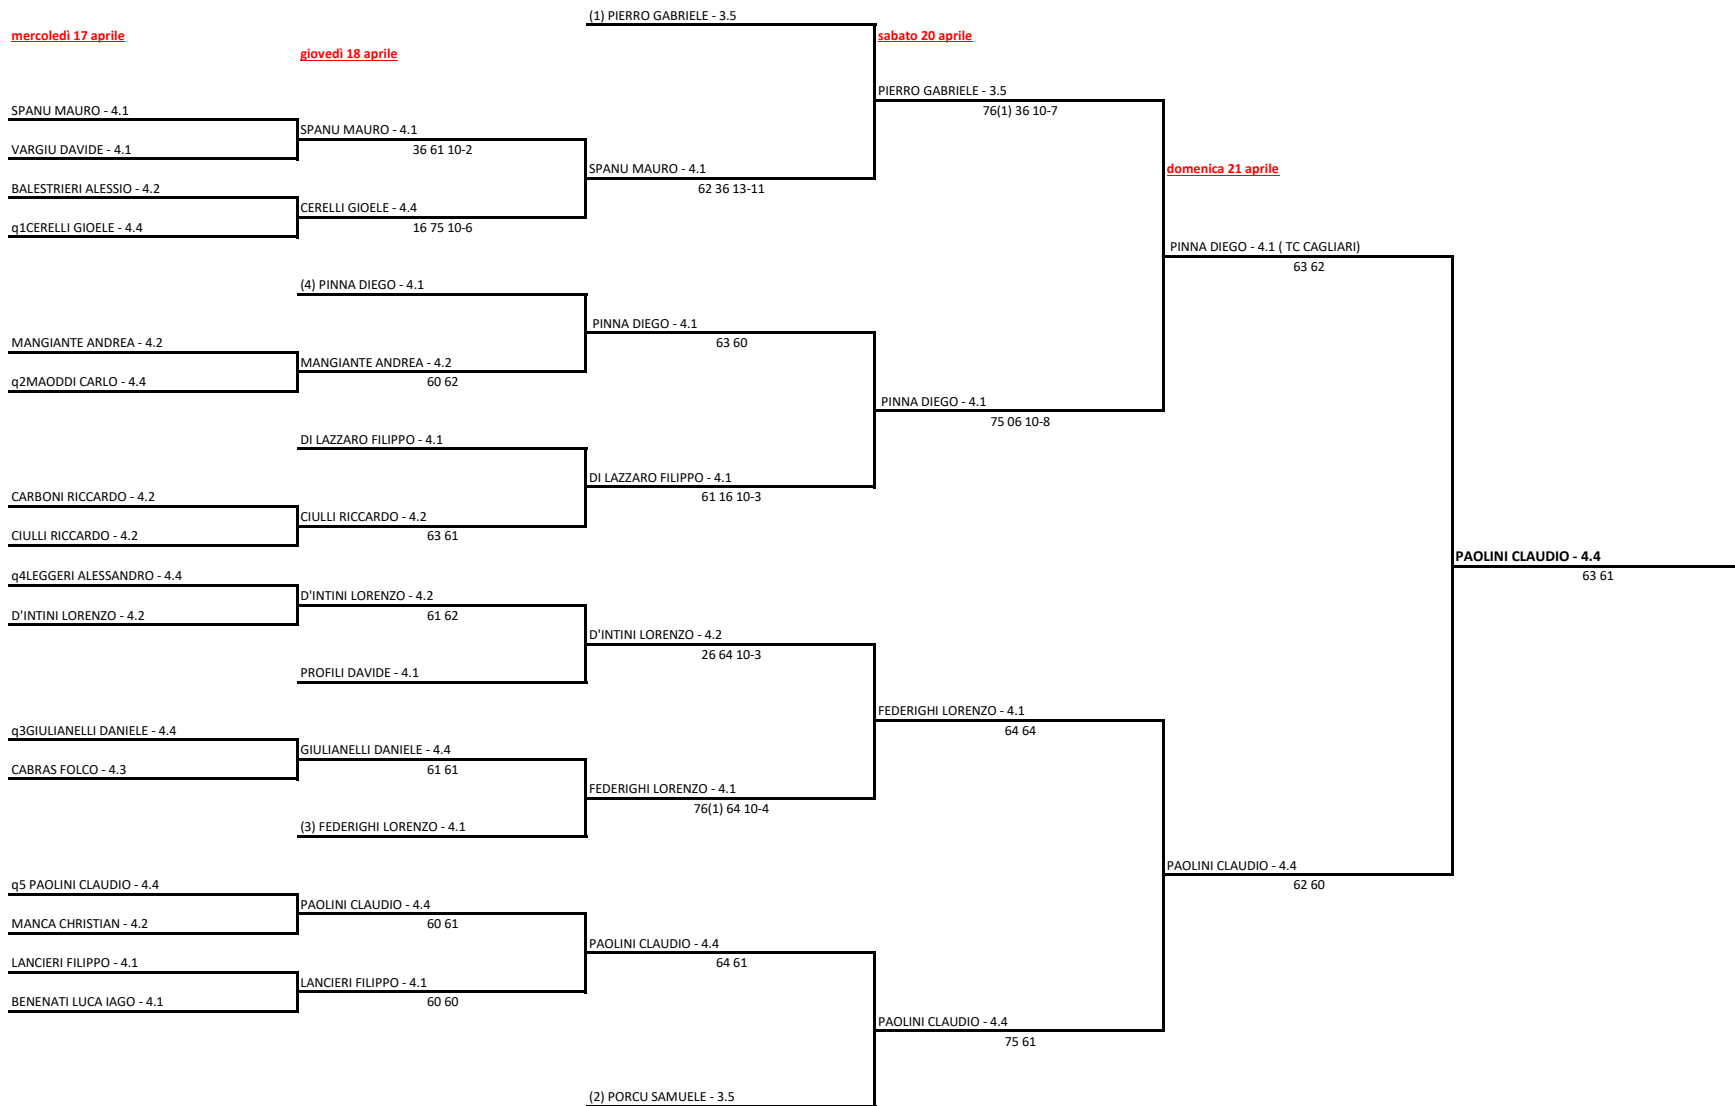 (1) PIERRO GABRIELE - 3.5
mercoledì 17 aprile
sabato 20 aprile
giovedì 18 aprile
PIERRO GABRIELE - 3.5
SPANU MAURO - 4.1
76(1) 36 10-7
SPANU MAURO - 4.1
VARGIU DAVIDE - 4.1
36 61 10-2
SPANU MAURO - 4.1
domenica 21 aprile
BALESTRIERI ALESSIO - 4.2
62 36 13-11
CERELLI GIOELE - 4.4
q1CERELLI GIOELE - 4.4
16 75 10-6
PINNA DIEGO - 4.1 ( TC CAGLIARI)
63 62
(4) PINNA DIEGO - 4.1
PINNA DIEGO - 4.1
MANGIANTE ANDREA - 4.2
63 60
MANGIANTE ANDREA - 4.2
q2MAODDI CARLO - 4.4
60 62
PINNA DIEGO - 4.1
75 06 10-8
DI LAZZARO FILIPPO - 4.1
DI LAZZARO FILIPPO - 4.1
CARBONI RICCARDO - 4.2
61 16 10-3
CIULLI RICCARDO - 4.2
CIULLI RICCARDO - 4.2
63 61
PAOLINI CLAUDIO - 4.4
q4LEGGERI ALESSANDRO - 4.4
63 61
D'INTINI LORENZO - 4.2
D'INTINI LORENZO - 4.2
61 62
D'INTINI LORENZO - 4.2
26 64 10-3
PROFILI DAVIDE - 4.1
FEDERIGHI LORENZO - 4.1
q3GIULIANELLI DANIELE - 4.4
64 64
GIULIANELLI DANIELE - 4.4
CABRAS FOLCO - 4.3
61 61
FEDERIGHI LORENZO - 4.1
76(1) 64 10-4
(3) FEDERIGHI LORENZO - 4.1
PAOLINI CLAUDIO - 4.4
q5 PAOLINI CLAUDIO - 4.4
62 60
PAOLINI CLAUDIO - 4.4
MANCA CHRISTIAN - 4.2
60 61
PAOLINI CLAUDIO - 4.4
LANCIERI FILIPPO - 4.1
64 61
LANCIERI FILIPPO - 4.1
BENENATI LUCA IAGO - 4.1
60 60
PAOLINI CLAUDIO - 4.4
75 61
(2) PORCU SAMUELE - 3.5